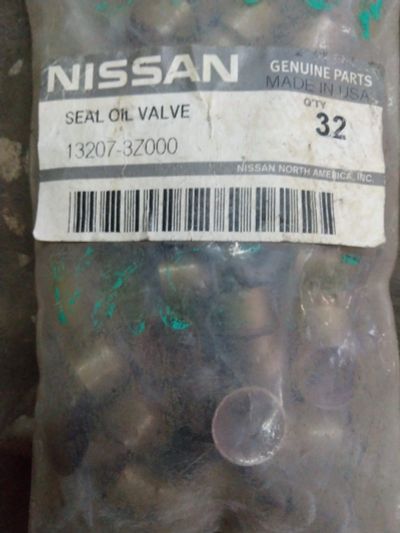 NISSAN
GENUINE PARTS
MADE IN USA
SEAL OIL VALVE
Q'TY
32
13207-3Z000
NISSAN NORTH AMERICA, INC.